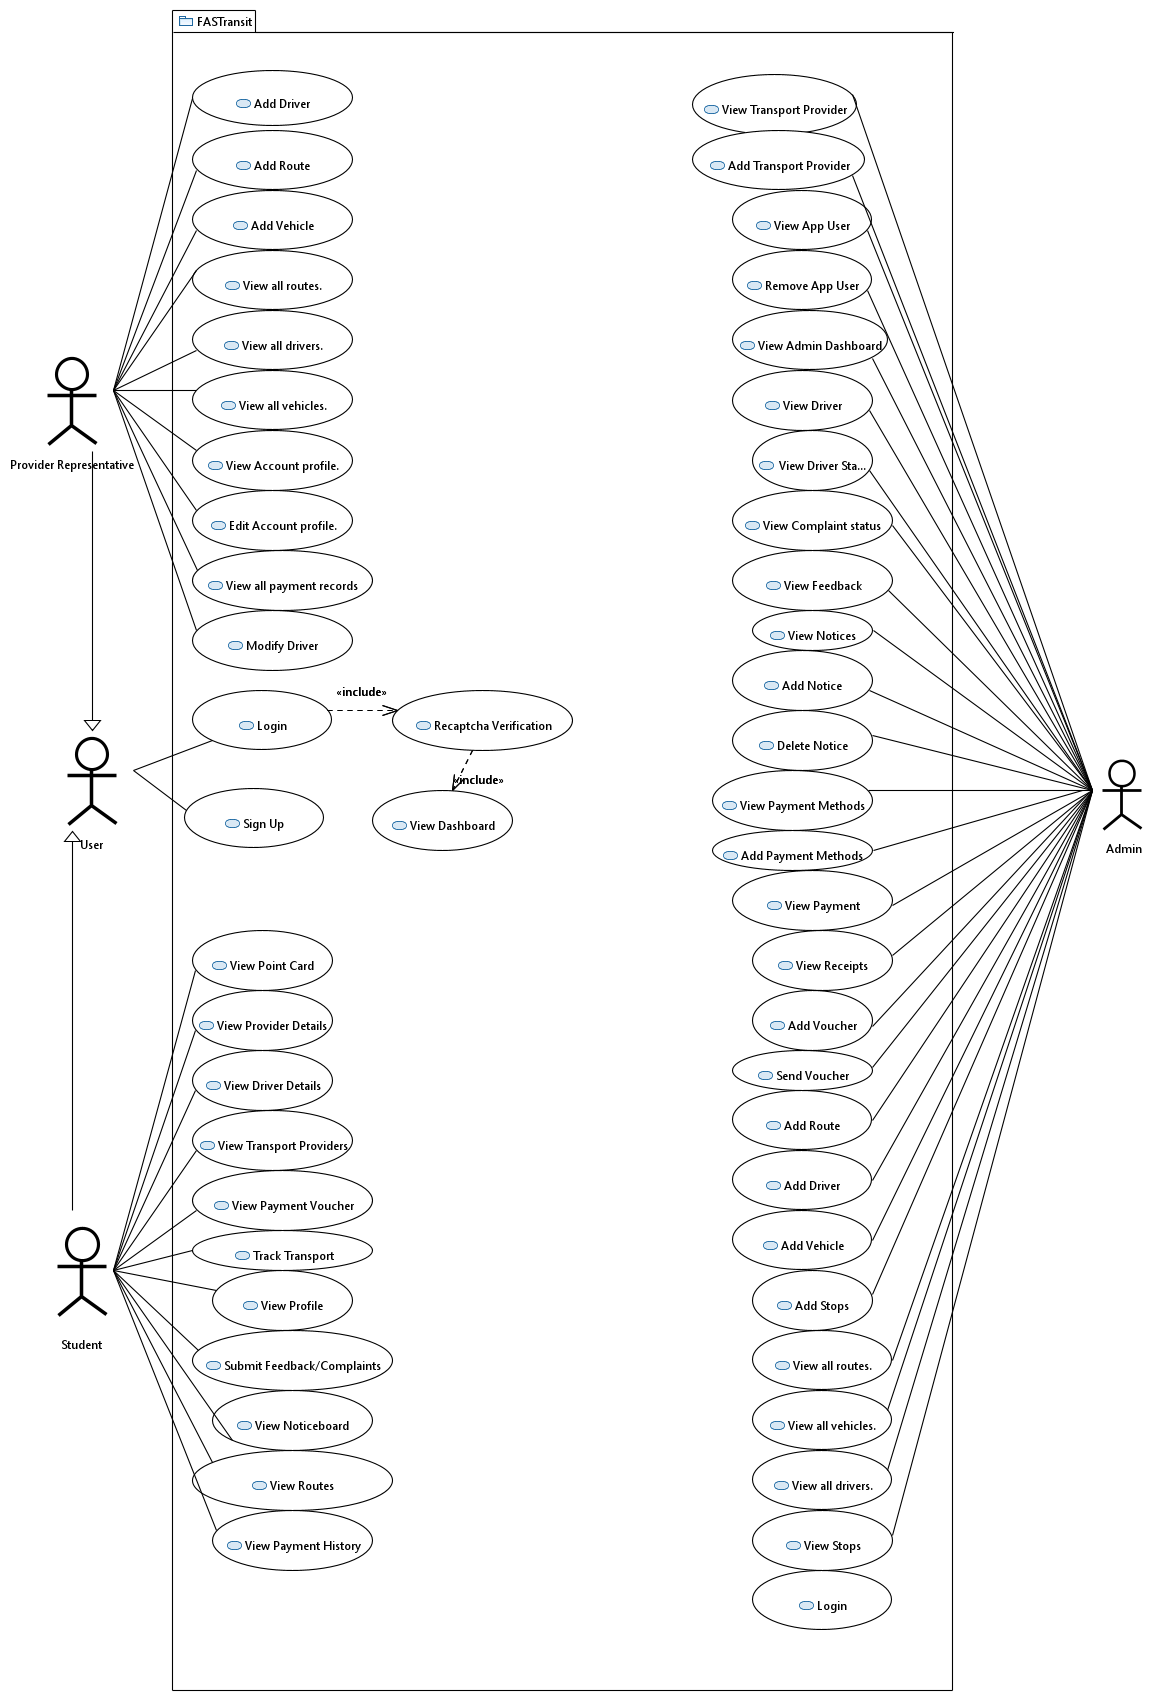 FASTransit
Add Driver
Add Route
Add Vehicle
View all routes.
View all drivers.
View all vehicles.
View Account profile.
Edit Account profile.
View all payment records
Modify Driver
Provider Representative
Login
«include»
Recaptcha Verification
«include»
View Dashboard
Sign Up
User
View Point Card
View Provider Details
View Driver Details
View Transport Providers
View Payment Voucher
Track Transport
View Profile
Submit Feedback/Complaints
View Noticeboard
View Routes
View Payment History
Student
View Transport Provider
Add Transport Provider
View App User
Remove App User
View Admin Dashboard
View Driver
View Driver Sta...
View Complaint status
View Feedback
View Notices
Add Notice
Delete Notice
View Payment Methods
Add Payment Methods
View Payment
View Receipts
Add Voucher
Send Voucher
Add Route
Add Driver
Add Vehicle
Add Stops
View all routes.
View all vehicles.
View all drivers.
View Stops
Login
Admin